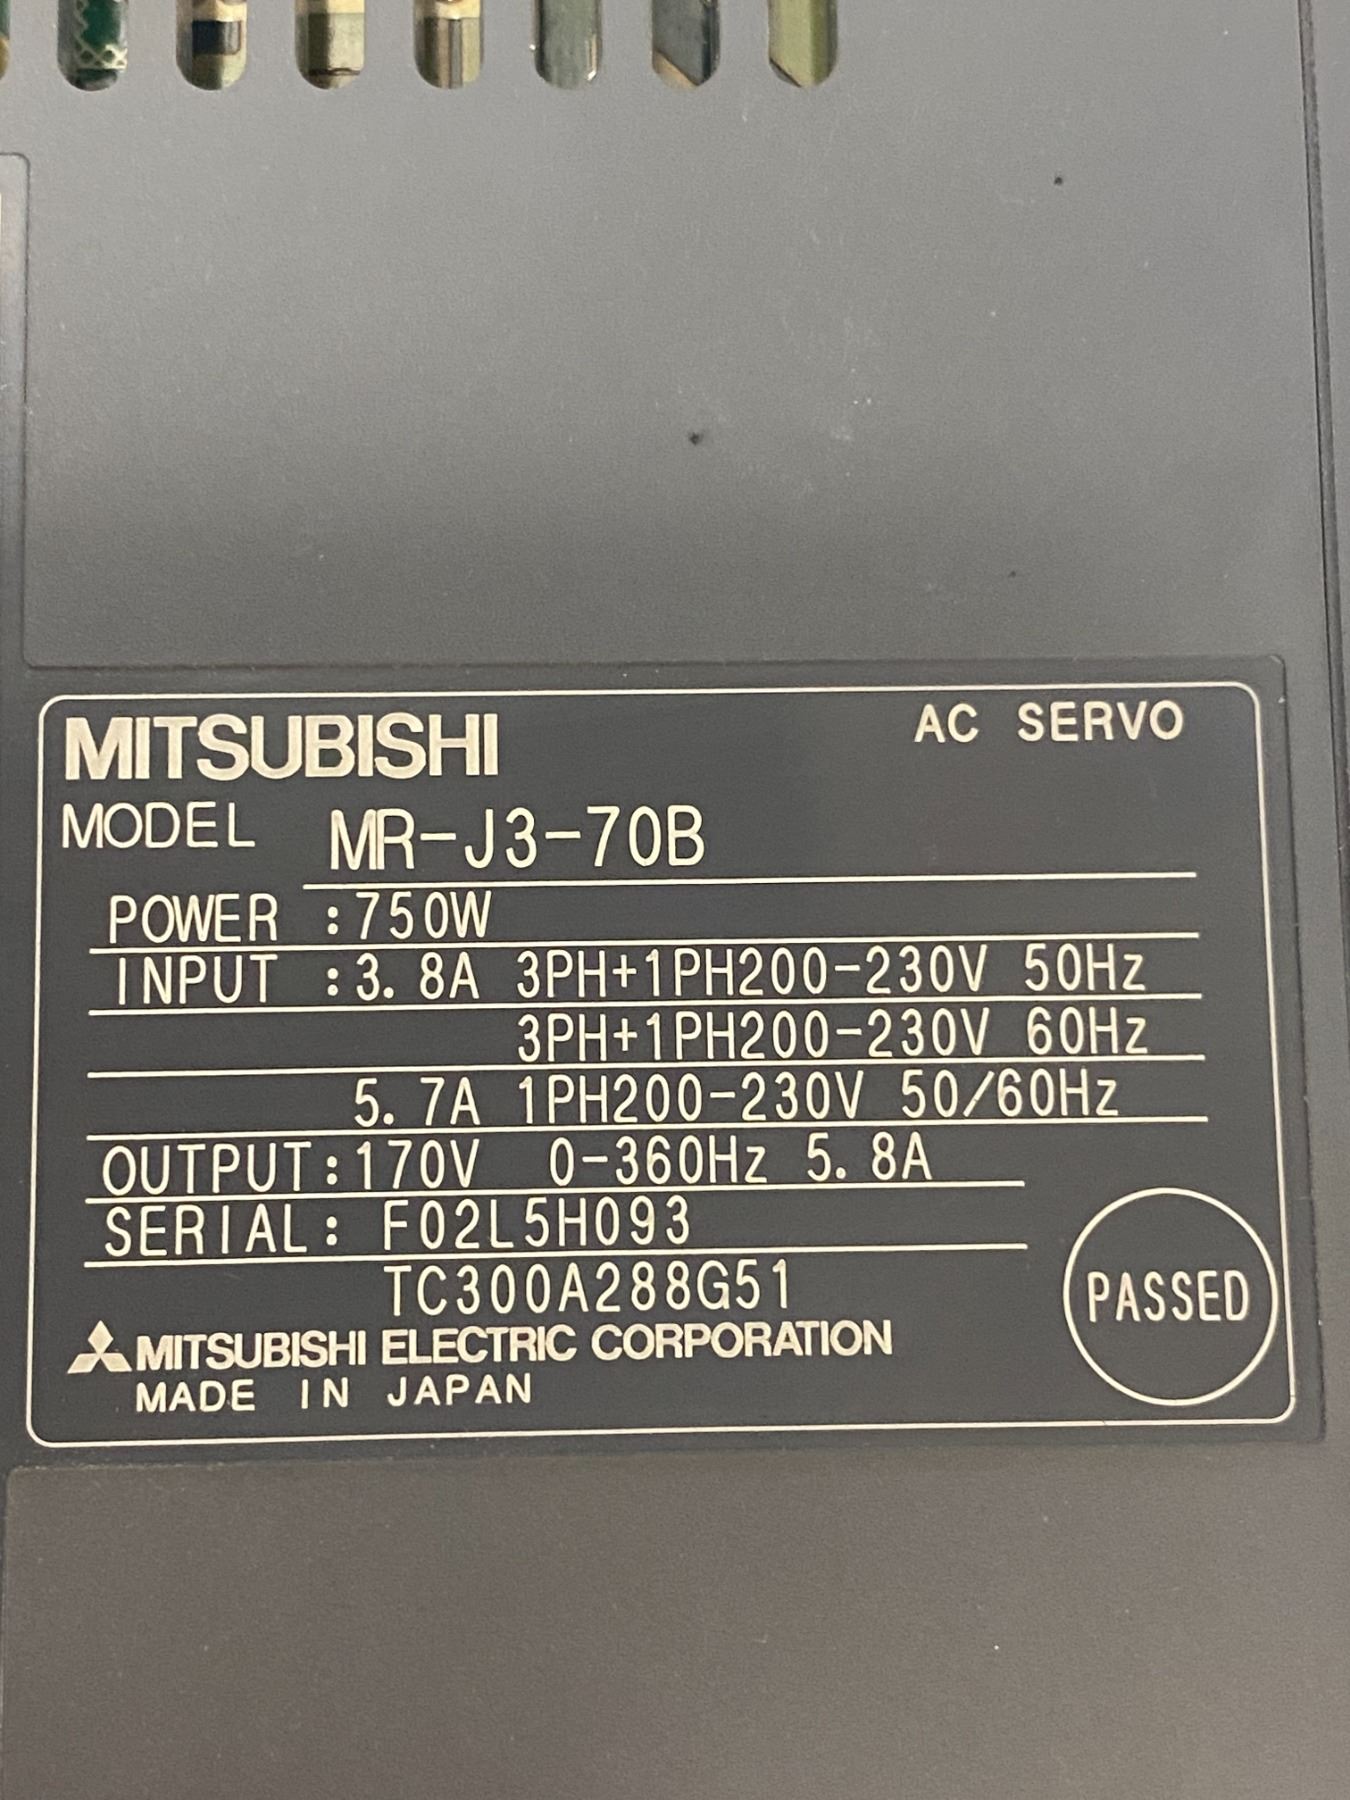 MITSUBISHI AC SERVO
MODEL MR-J3-70B
POWER :750W
INPUT :3.8A 3PH+1PH200-230V 50Hz
3PH+1PH200-230V 60Hz
5.7A 1PH200-230V 50/60Hz
OUTPUT:170V 0-360Hz 5.8A
SERIAL: F02L5H093
TC300A288G51
PASSED
MITSUBISHI ELECTRIC CORPORATION
MADE IN JAPAN